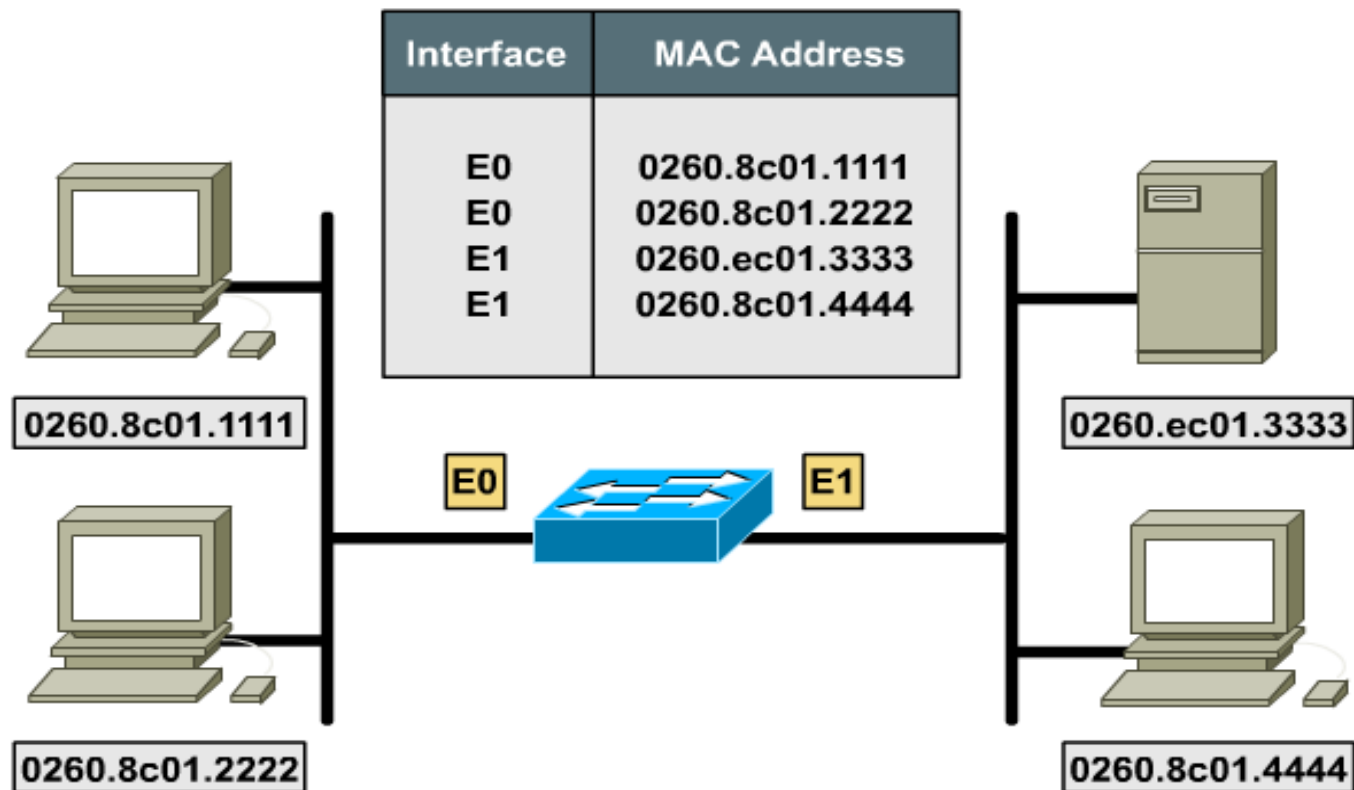 Interface MAC Address
E0 0260.8c01.1111
E0 0260.8c01.2222
E1 0260.ec01.3333
E1 0260.8c01.4444
0260.8c01.1111
0260.ec01.3333
E0
E1
0260.8c01.2222
0260.8c01.4444